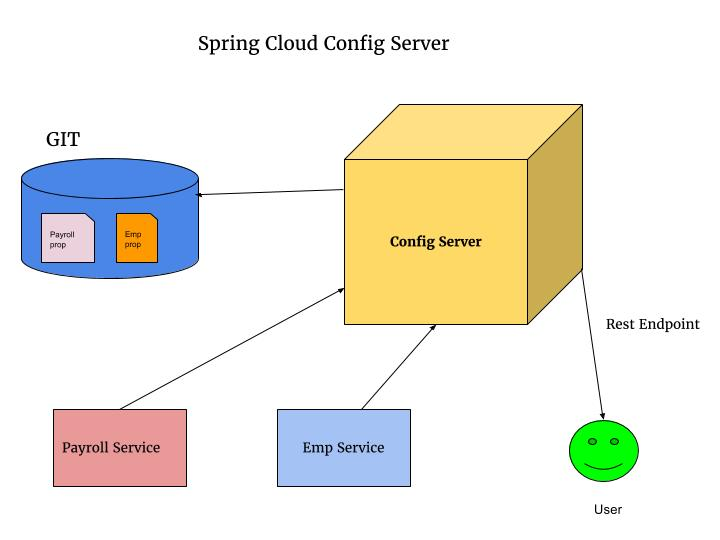 Spring Cloud Config Server
GIT
Payroll
prop
Emp
prop
Config Server
Rest Endpoint
Payroll Service
Emp Service
User